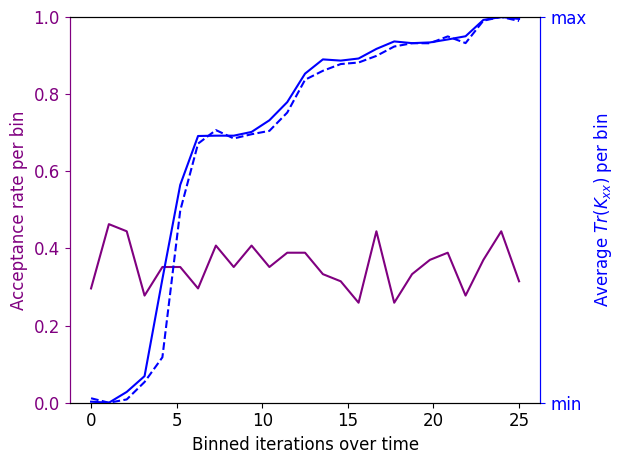 1.0
0.8
0.6
0.4
0.2
0.0
Acceptance rate per bin
0
5
10
15
20
25
Binned iterations over time
max
min
Average Tr(Kxx) per bin